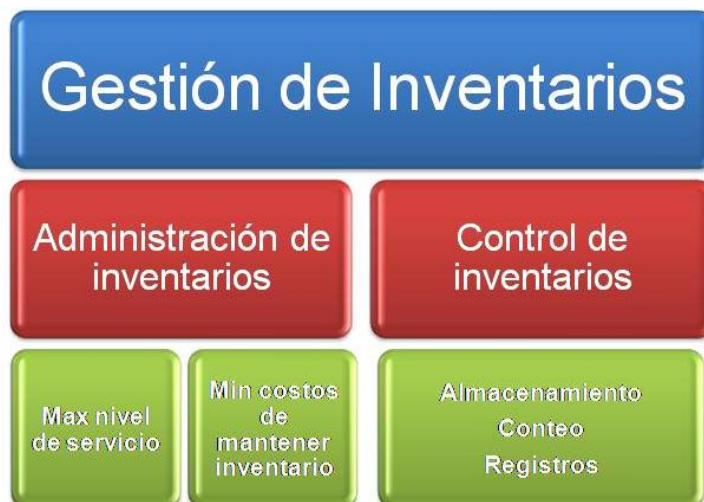 Gestión de Inventarios
Administración de
inventarios
Control de
inventarios
Max nivel
de servicio
Min costos
de
mantener
inventario
Almacenamiento
Conteo
Registros